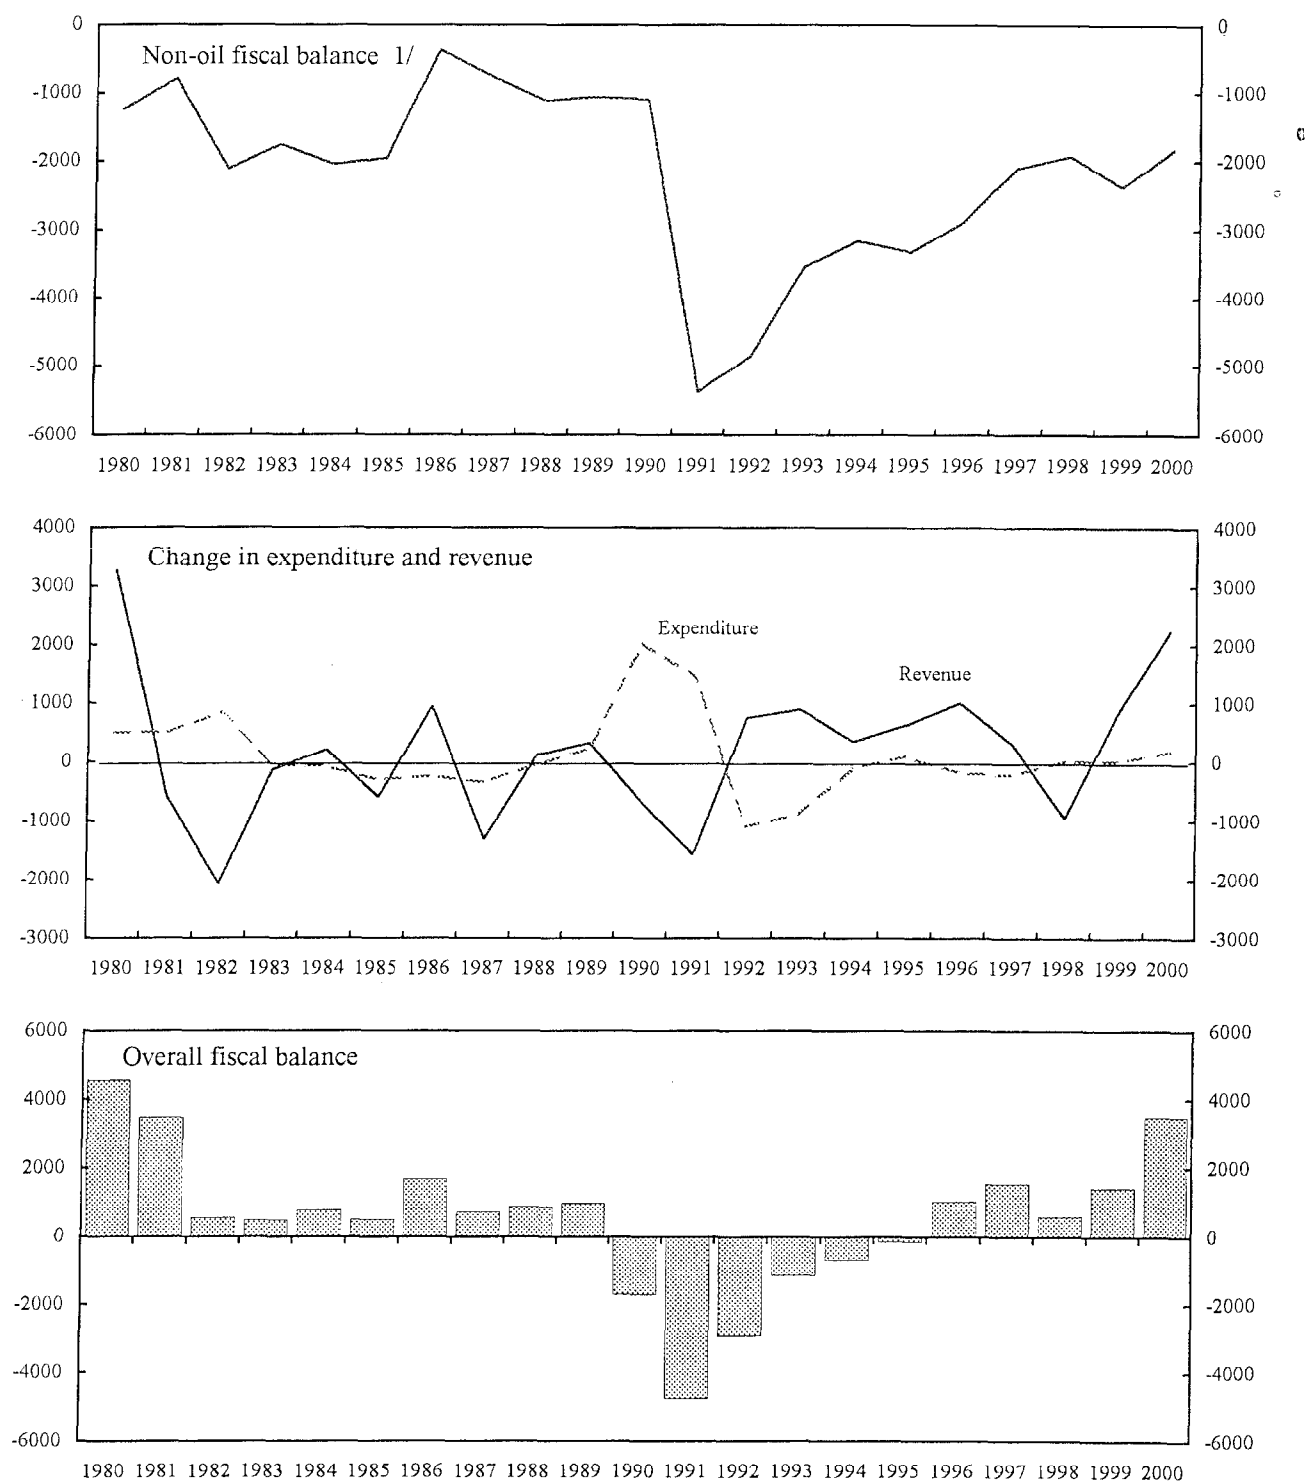 0 0
Non-oil fiscal balance 1/
-1000 -1000
-2000 -2000
-3000 -3000
-4000 -4000
-5000 -5000
-6000 -6000
1980 1981 1982 1983 1984 1985 1986 1987 1988 1989 1990 1991 1992 1993 1994 1995 1996 1997 1998 1999 2000
4000 4000
Change in expenditure and revenue
3000 3000
Expenditure
2000 2000
Revenue
1000 1000
0 0
-1000 -1000
-2000 -2000
-3000 -3000
1980 1981 1982 1983 1984 1985 1986 1987 1988 1989 1990 1991 1992 1993 1994 1995 1996 1997 1998 1999 2000
6000 6000
Overall fiscal balance
4000 4000
2000 2000
0 0
-2000 -2000
-4000 -4000
-6000 -6000
1980 1981 1982 1983 1984 1985 1986 1987 1988 1989 1990 1991 1992 1993 1994 1995 1996 1997 1998 1999 2000